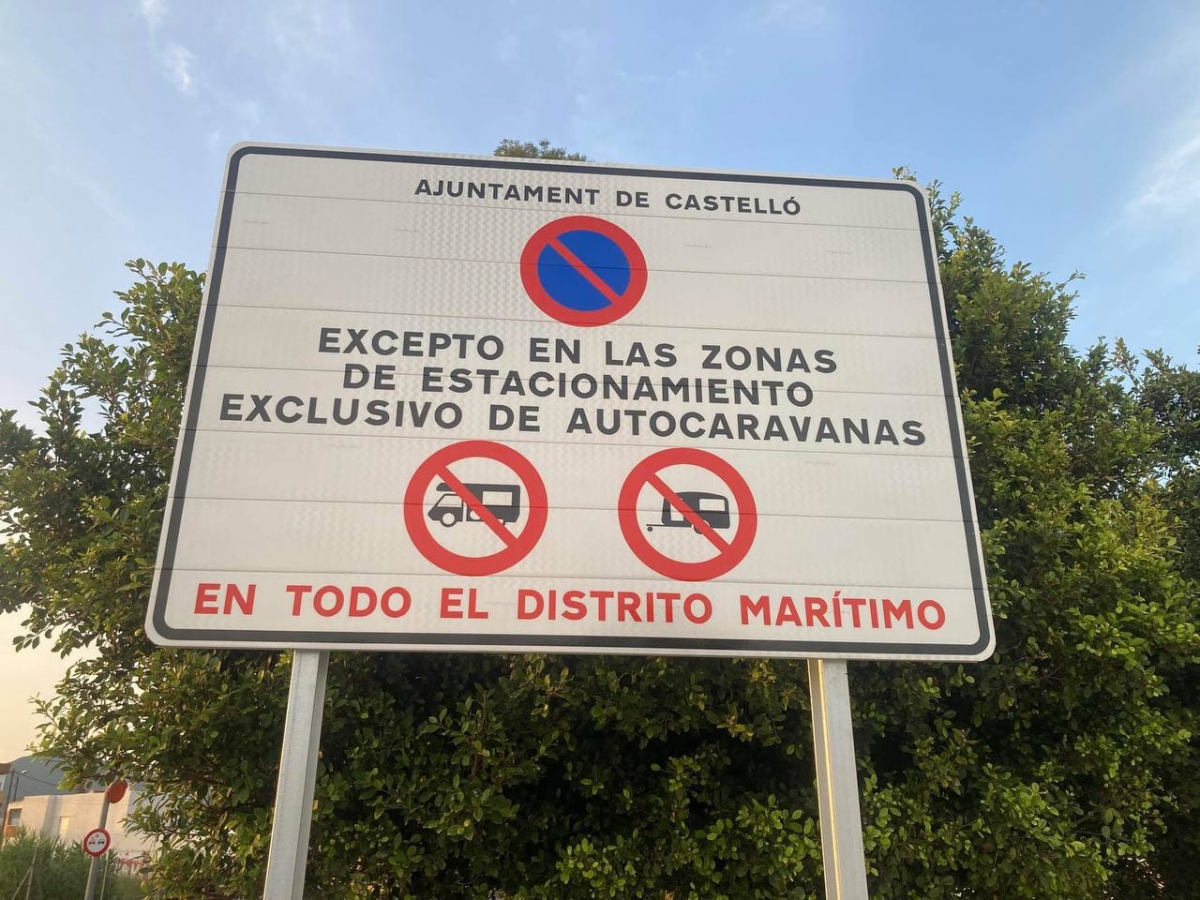 AJUNTAMENT DE CASTELLÓ
EXCEPTO EN LAS ZONAS
DE ESTACIONAMIENTO
EXCLUSIVO DE AUTOCARAVANAS
EN TODO EL DISTRITO MARÍTIMO